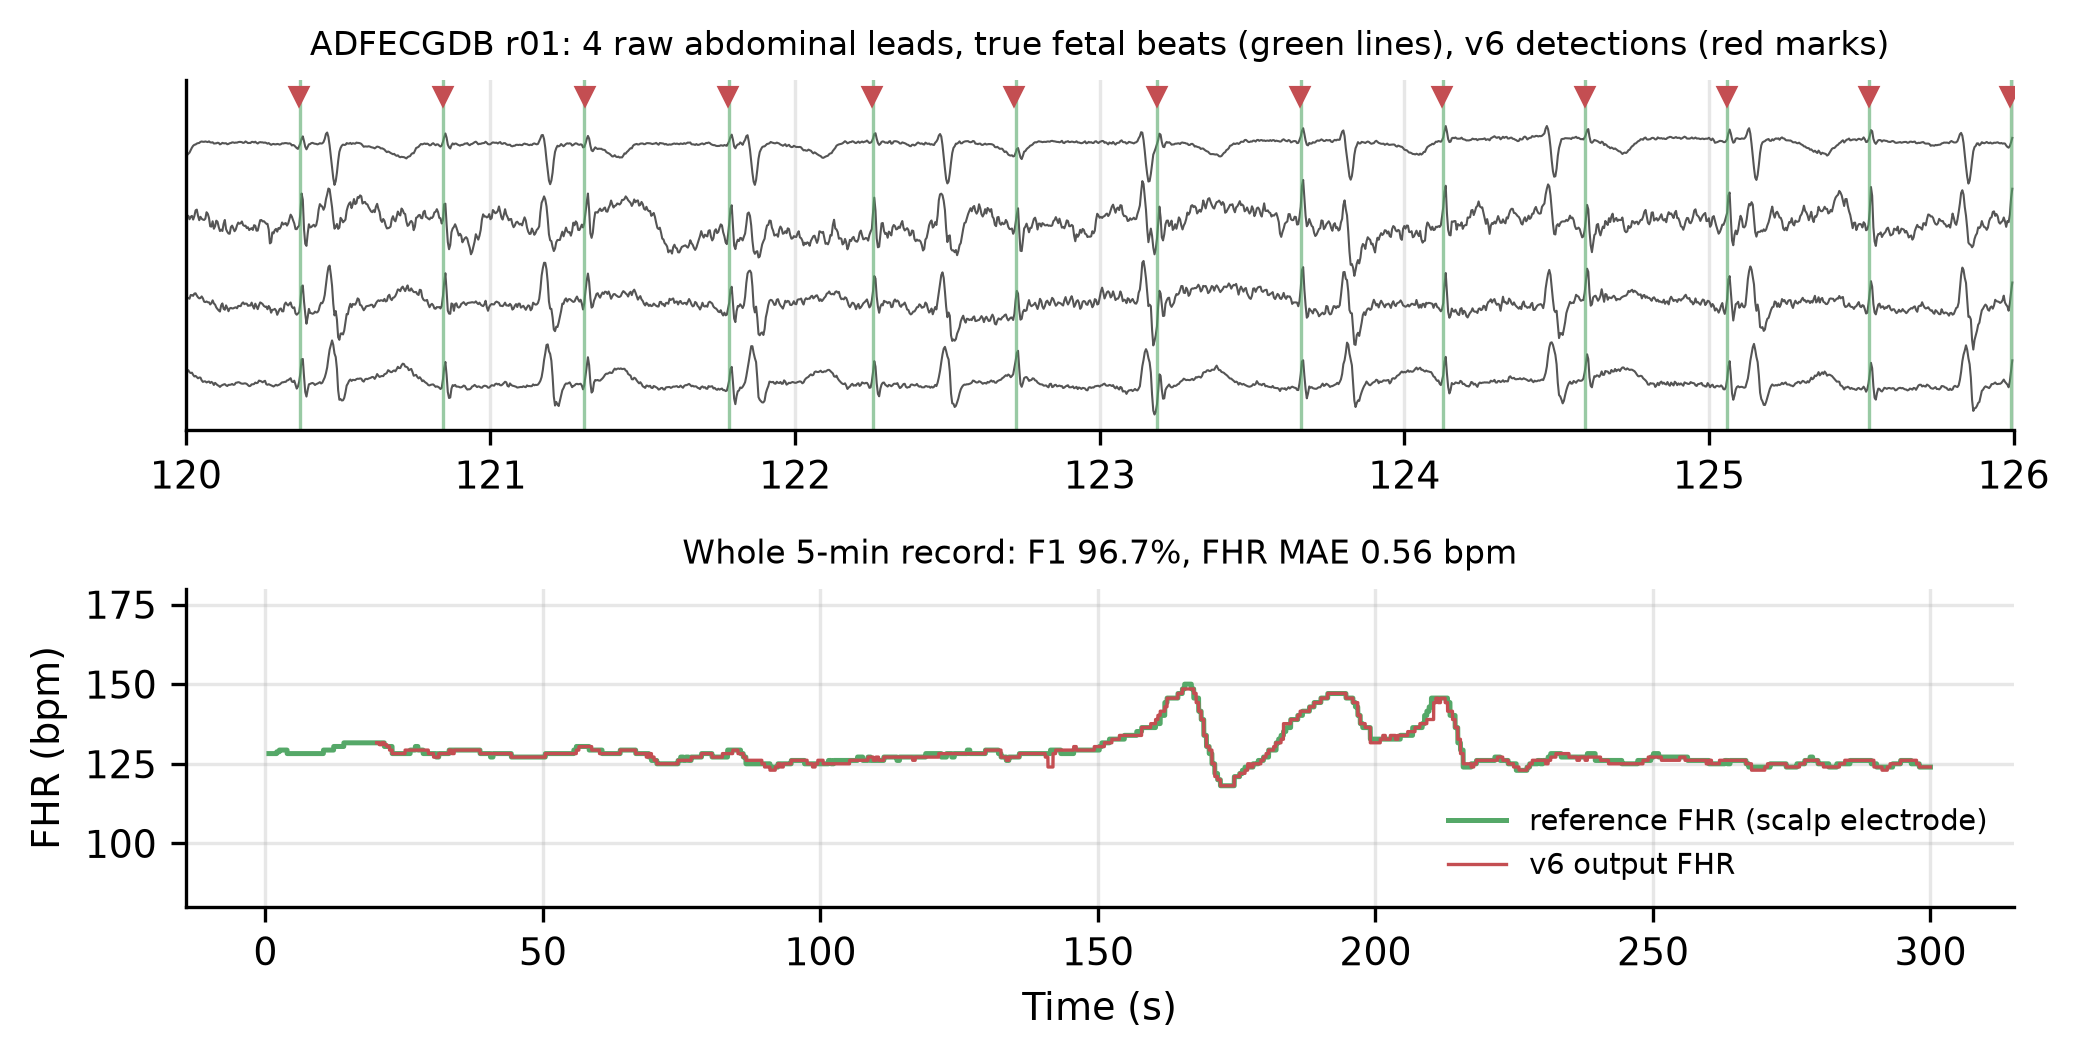 ADFECGDB r01: 4 raw abdominal leads, true fetal beats (green lines), v6 detections (red marks)
120 121 122 123 124 125 126
Whole 5-min record: F1 96.7%, FHR MAE 0.56 bpm
FHR (bpm)
175
150
125
100
reference FHR (scalp electrode)
v6 output FHR
0 50 100 150 200 250 300
Time (s)